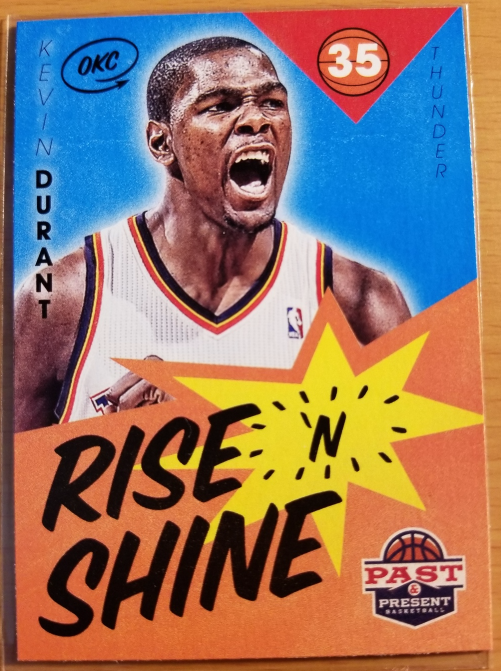 KEVIN
DURANT
OKC
35
THUNDER
RISE
'N
SHINE
PAST
&
PRESENT
BASKETBALL